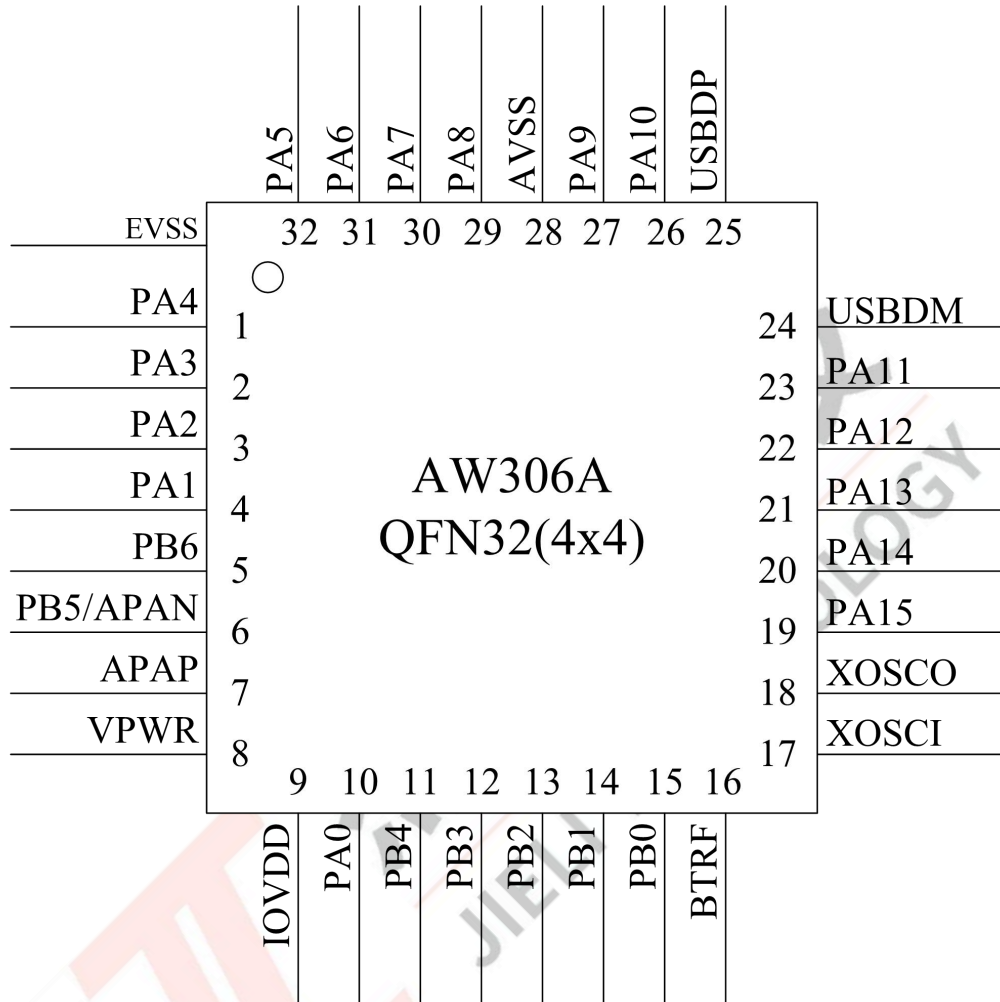 PA5
PA6
PA7
PA8
AVSS
PA9
PA10
USBDP
32 31 30 29 28 27 26 25
EVSS
PA4 1
PA3 2
PA2 3
PA1 4
PB6 5
PB5/APAN 6
APAP 7
VPWR 8
AW306A
QFN32(4x4)
24 USBDM
23 PA11
22 PA12
21 PA13
20 PA14
19 PA15
18 XOSCO
17 XOSCI
9 10 11 12 13 14 15 16
IOVDD
PA0
PB4
PB3
PB2
PB1
PB0
BTRF